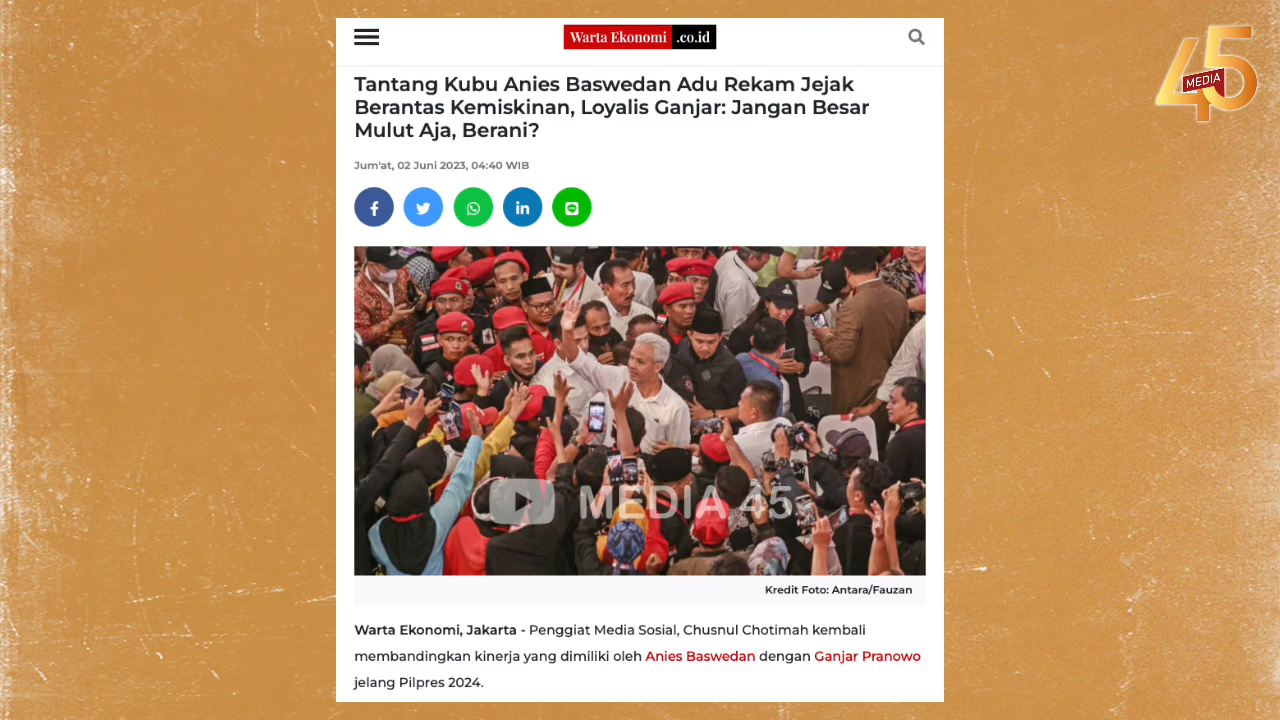 Warta Ekonomi .co.id
MEDIA
45
Tantang Kubu Anies Baswedan Adu Rekam Jejak
Berantas Kemiskinan, Loyalis Ganjar: Jangan Besar
Mulut Aja, Berani?
Jum'at, 02 Juni 2023, 04:40 WIB
MEDIA 45
Kredit Foto: Antara/Fauzan
Warta Ekonomi, Jakarta - Penggiat Media Sosial, Chusnul Chotimah kembali
membandingkan kinerja yang dimiliki oleh Anies Baswedan dengan Ganjar Pranowo
jelang Pilpres 2024.